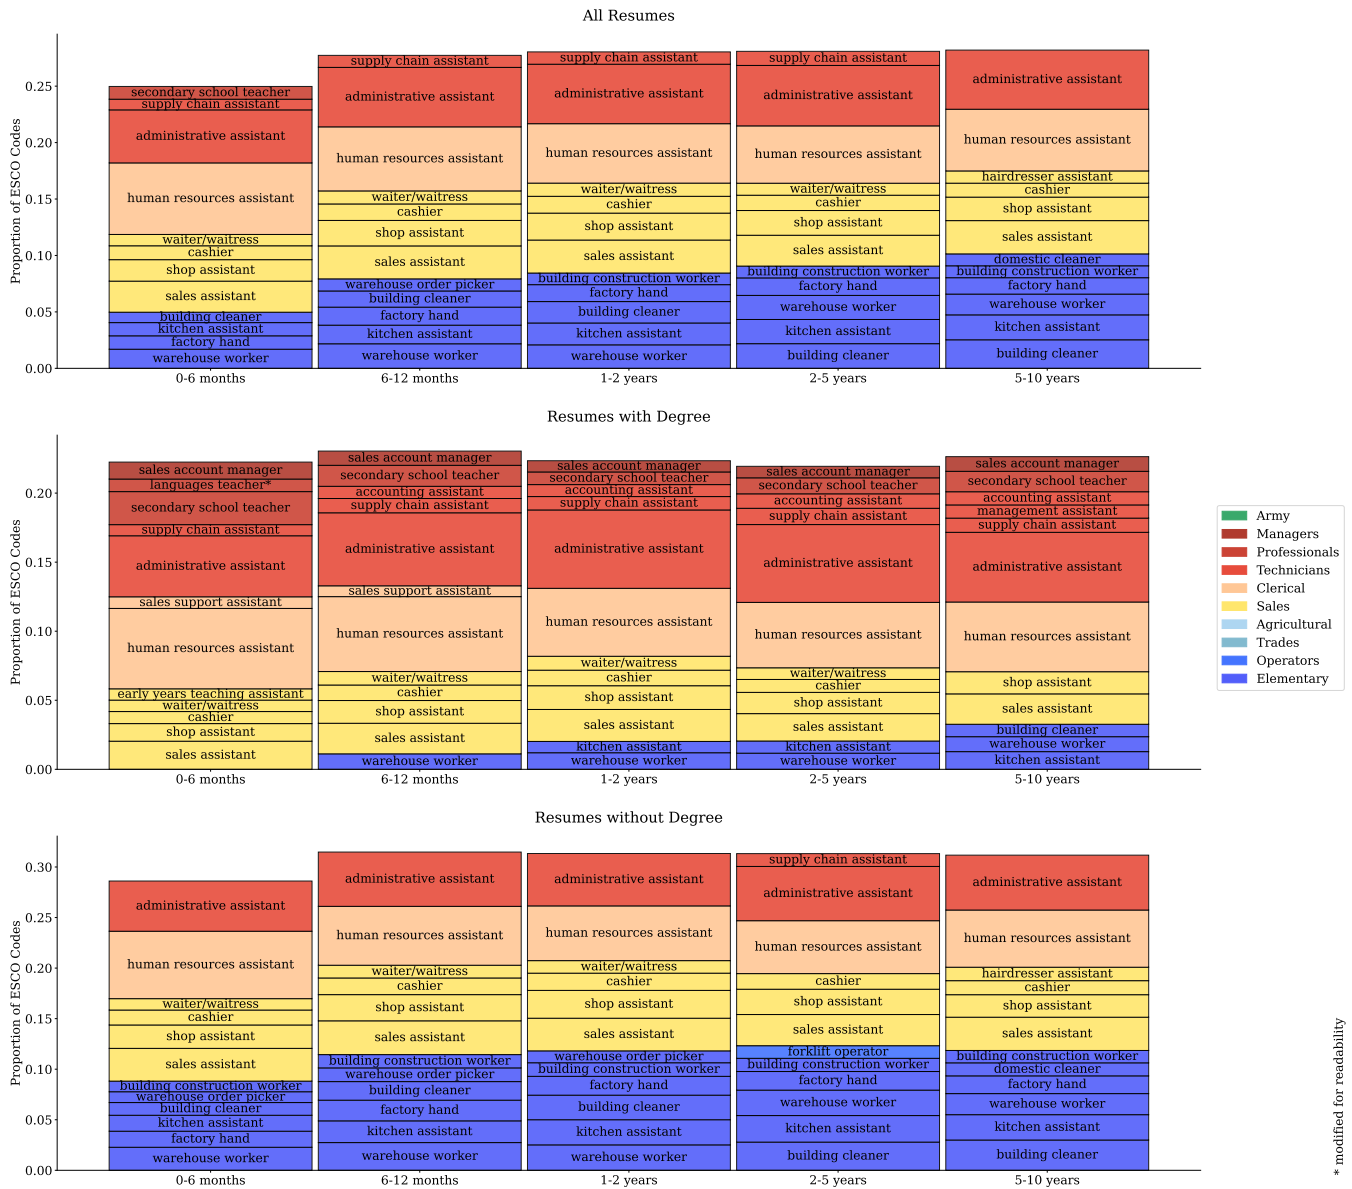 All Resumes
Proportion of ESCO Codes
0.25
0.20
0.15
0.10
0.05
0.00
secondary school teacher
supply chain assistant
administrative assistant
human resources assistant
waiter/waitress
cashier
shop assistant
sales assistant
building cleaner
kitchen assistant
factory hand
warehouse worker
0-6 months
supply chain assistant
administrative assistant
human resources assistant
waiter/waitress
cashier
shop assistant
sales assistant
warehouse order picker
building cleaner
factory hand
kitchen assistant
warehouse worker
6-12 months
supply chain assistant
administrative assistant
human resources assistant
waiter/waitress
cashier
shop assistant
sales assistant
building construction worker
factory hand
building cleaner
kitchen assistant
warehouse worker
1-2 years
supply chain assistant
administrative assistant
human resources assistant
waiter/waitress
cashier
shop assistant
sales assistant
building construction worker
factory hand
warehouse worker
kitchen assistant
building cleaner
2-5 years
administrative assistant
human resources assistant
hairdresser assistant
cashier
shop assistant
sales assistant
domestic cleaner
building construction worker
factory hand
warehouse worker
kitchen assistant
building cleaner
5-10 years
Resumes with Degree
Proportion of ESCO Codes
0.20
0.15
0.10
0.05
0.00
sales account manager
languages teacher*
secondary school teacher
supply chain assistant
administrative assistant
sales support assistant
human resources assistant
early years teaching assistant
waiter/waitress
cashier
shop assistant
sales assistant
0-6 months
sales account manager
secondary school teacher
accounting assistant
supply chain assistant
administrative assistant
sales support assistant
human resources assistant
waiter/waitress
cashier
shop assistant
sales assistant
warehouse worker
6-12 months
sales account manager
secondary school teacher
accounting assistant
supply chain assistant
administrative assistant
human resources assistant
waiter/waitress
cashier
shop assistant
sales assistant
kitchen assistant
warehouse worker
1-2 years
sales account manager
secondary school teacher
accounting assistant
supply chain assistant
administrative assistant
human resources assistant
waiter/waitress
cashier
shop assistant
sales assistant
kitchen assistant
warehouse worker
2-5 years
sales account manager
secondary school teacher
accounting assistant
management assistant
supply chain assistant
administrative assistant
human resources assistant
shop assistant
sales assistant
building cleaner
warehouse worker
kitchen assistant
5-10 years
Army
Managers
Professionals
Technicians
Clerical
Sales
Agricultural
Trades
Operators
Elementary
Resumes without Degree
Proportion of ESCO Codes
0.30
0.25
0.20
0.15
0.10
0.05
0.00
administrative assistant
human resources assistant
waiter/waitress
cashier
shop assistant
sales assistant
building construction worker
warehouse order picker
building cleaner
kitchen assistant
factory hand
warehouse worker
0-6 months
administrative assistant
human resources assistant
waiter/waitress
cashier
shop assistant
sales assistant
building construction worker
warehouse order picker
building cleaner
factory hand
kitchen assistant
warehouse worker
6-12 months
administrative assistant
human resources assistant
waiter/waitress
cashier
shop assistant
sales assistant
warehouse order picker
building construction worker
factory hand
building cleaner
kitchen assistant
warehouse worker
1-2 years
supply chain assistant
administrative assistant
human resources assistant
cashier
shop assistant
sales assistant
forklift operator
building construction worker
factory hand
warehouse worker
kitchen assistant
building cleaner
2-5 years
administrative assistant
human resources assistant
hairdresser assistant
cashier
shop assistant
sales assistant
building construction worker
domestic cleaner
factory hand
warehouse worker
kitchen assistant
building cleaner
5-10 years
* modified for readability